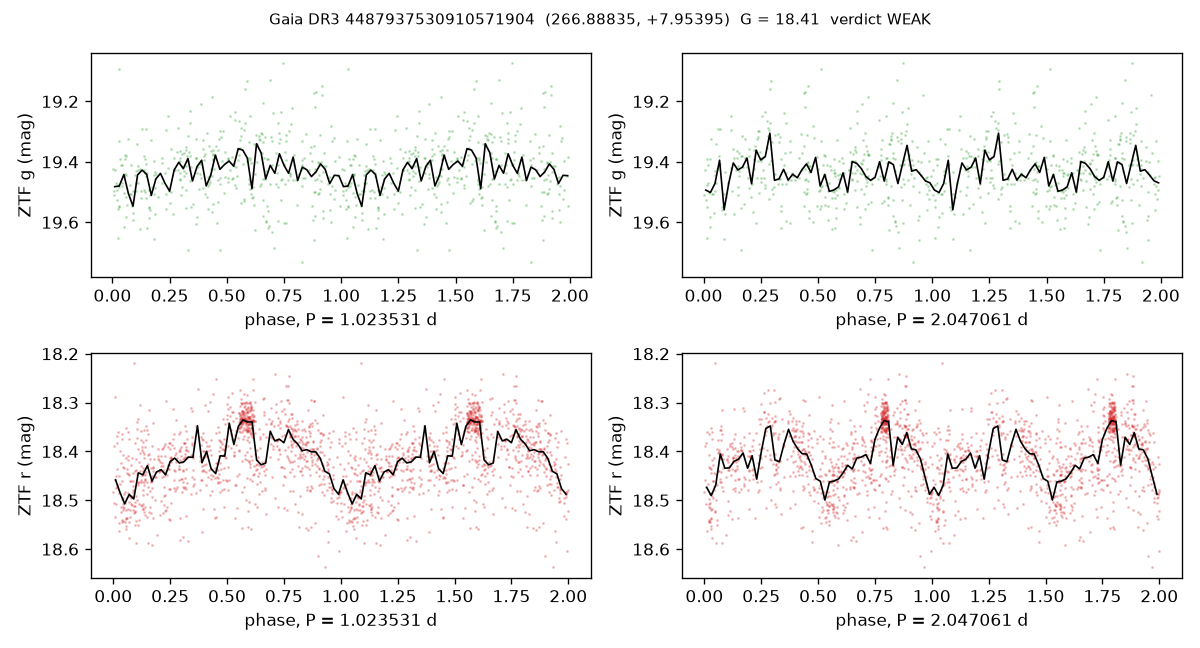 Gaia DR3 4487937530910571904 (266.88835, +7.95395) G = 18.41 verdict WEAK
ZTF g (mag)
19.2
19.4
19.6
0.00 0.25 0.50 0.75 1.00 1.25 1.50 1.75 2.00
phase, P = 1.023531 d
ZTF g (mag)
19.2
19.4
19.6
0.00 0.25 0.50 0.75 1.00 1.25 1.50 1.75 2.00
phase, P = 2.047061 d
ZTF r (mag)
18.2
18.3
18.4
18.5
18.6
0.00 0.25 0.50 0.75 1.00 1.25 1.50 1.75 2.00
phase, P = 1.023531 d
ZTF r (mag)
18.2
18.3
18.4
18.5
18.6
0.00 0.25 0.50 0.75 1.00 1.25 1.50 1.75 2.00
phase, P = 2.047061 d